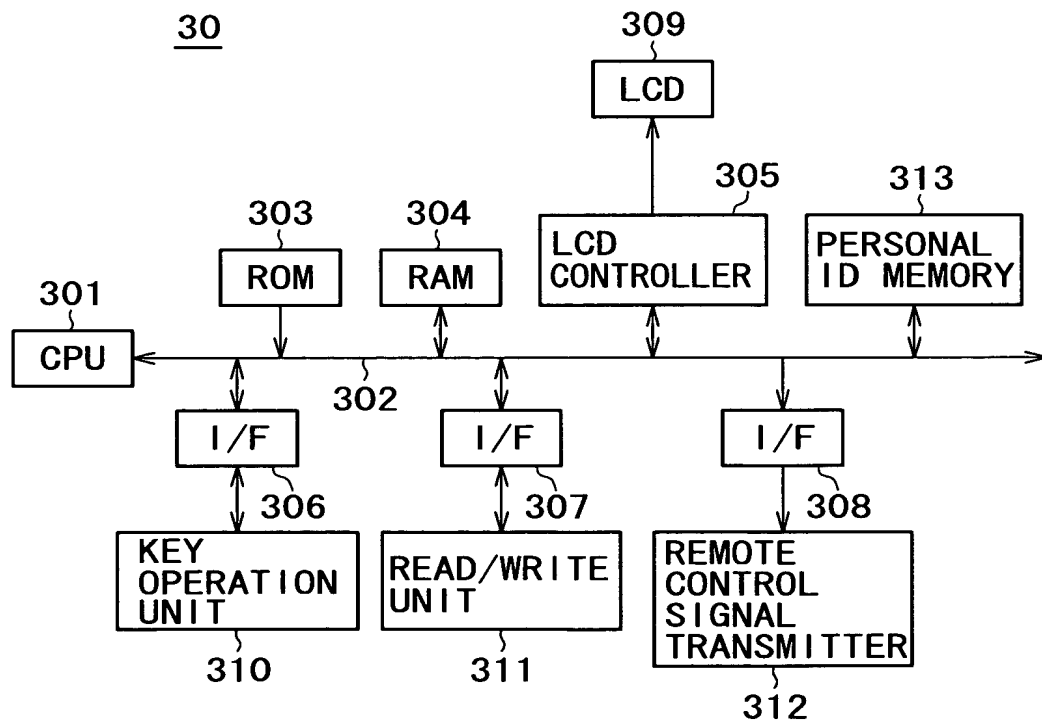 30
309
LCD
305
313
303
304
LCD
CONTROLLER
PERSONAL
ID MEMORY
301
ROM
RAM
CPU
302
I/F
I/F
I/F
306
307
308
KEY
OPERATION
UNIT
READ/WRITE
UNIT
REMOTE
CONTROL
SIGNAL
TRANSMITTER
310
311
312